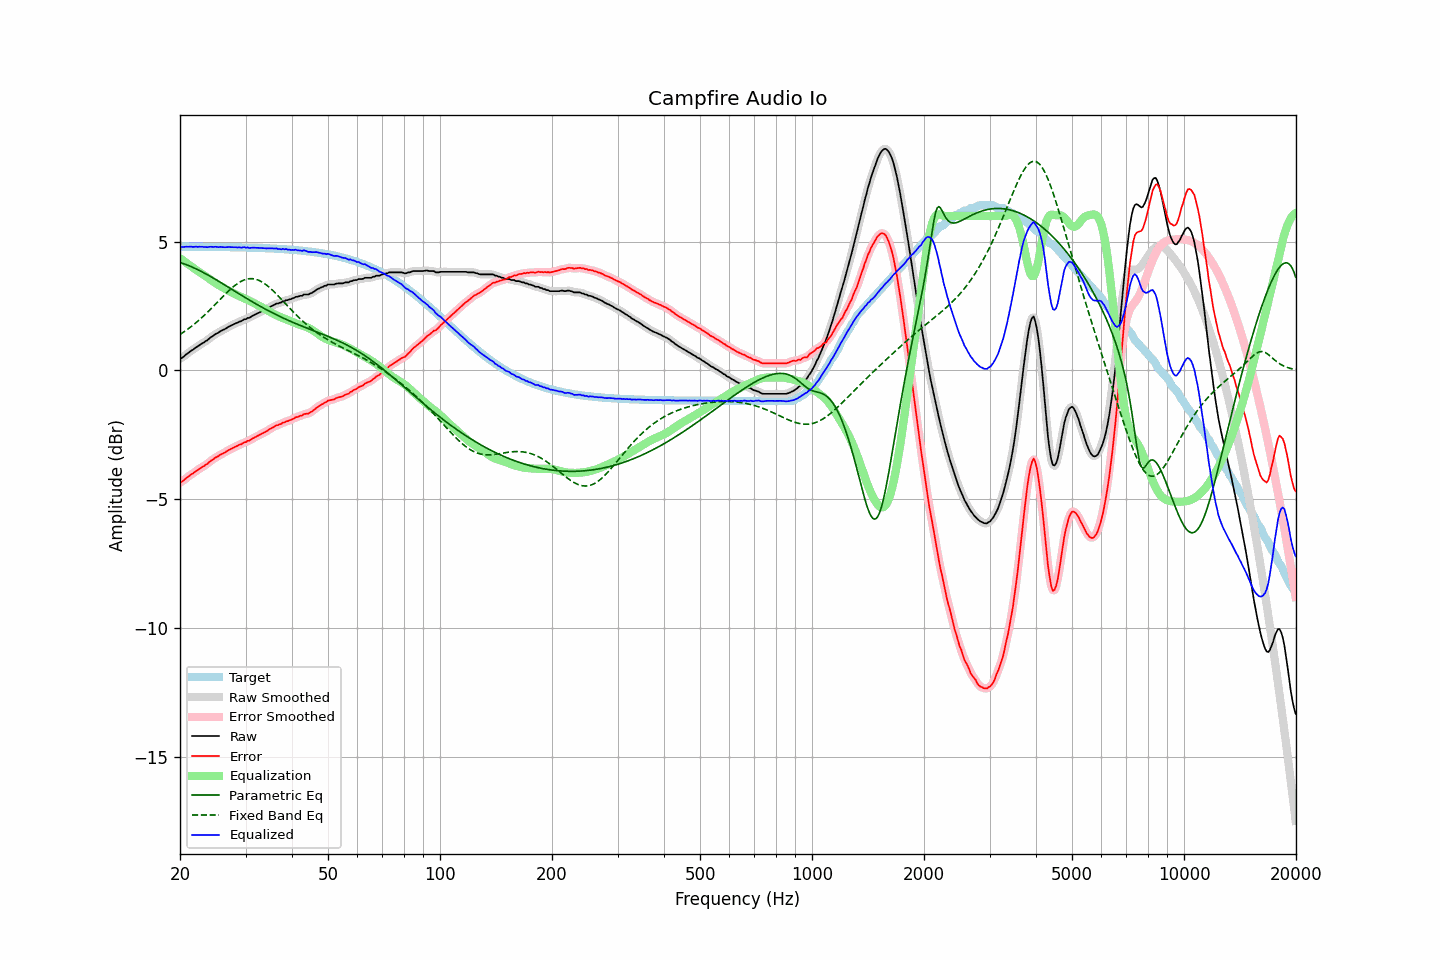 Campfire Audio Io
Amplitude (dBr)
5
0
−5
−10
−15
Target
Raw Smoothed
Error Smoothed
Raw
Error
Equalization
Parametric Eq
Fixed Band Eq
Equalized
20 50 100 200 500 1000 2000 5000 10000 20000
Frequency (Hz)